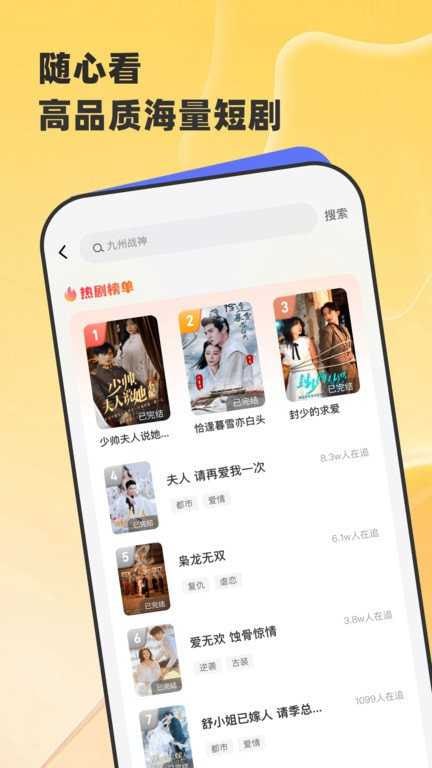 随心看
高品质海量短剧
九州战神
搜索
热剧榜单
1
少帅
夫人说她
已完结
少帅夫人说她...
2
已完结
恰逢暮雪亦白头
3
已完结
封少的求爱
4
已完结
夫人 请再爱我一次
8.3w人在追
都市 爱情
5
已完结
枭龙无双
6.1w人在追
复仇 虐恋
6
已完结
爱无欢 蚀骨惊情
3.8w人在追
逆袭 古装
7
已完结
舒小姐已嫁人 请季总...
1099人在追
都市 爱情